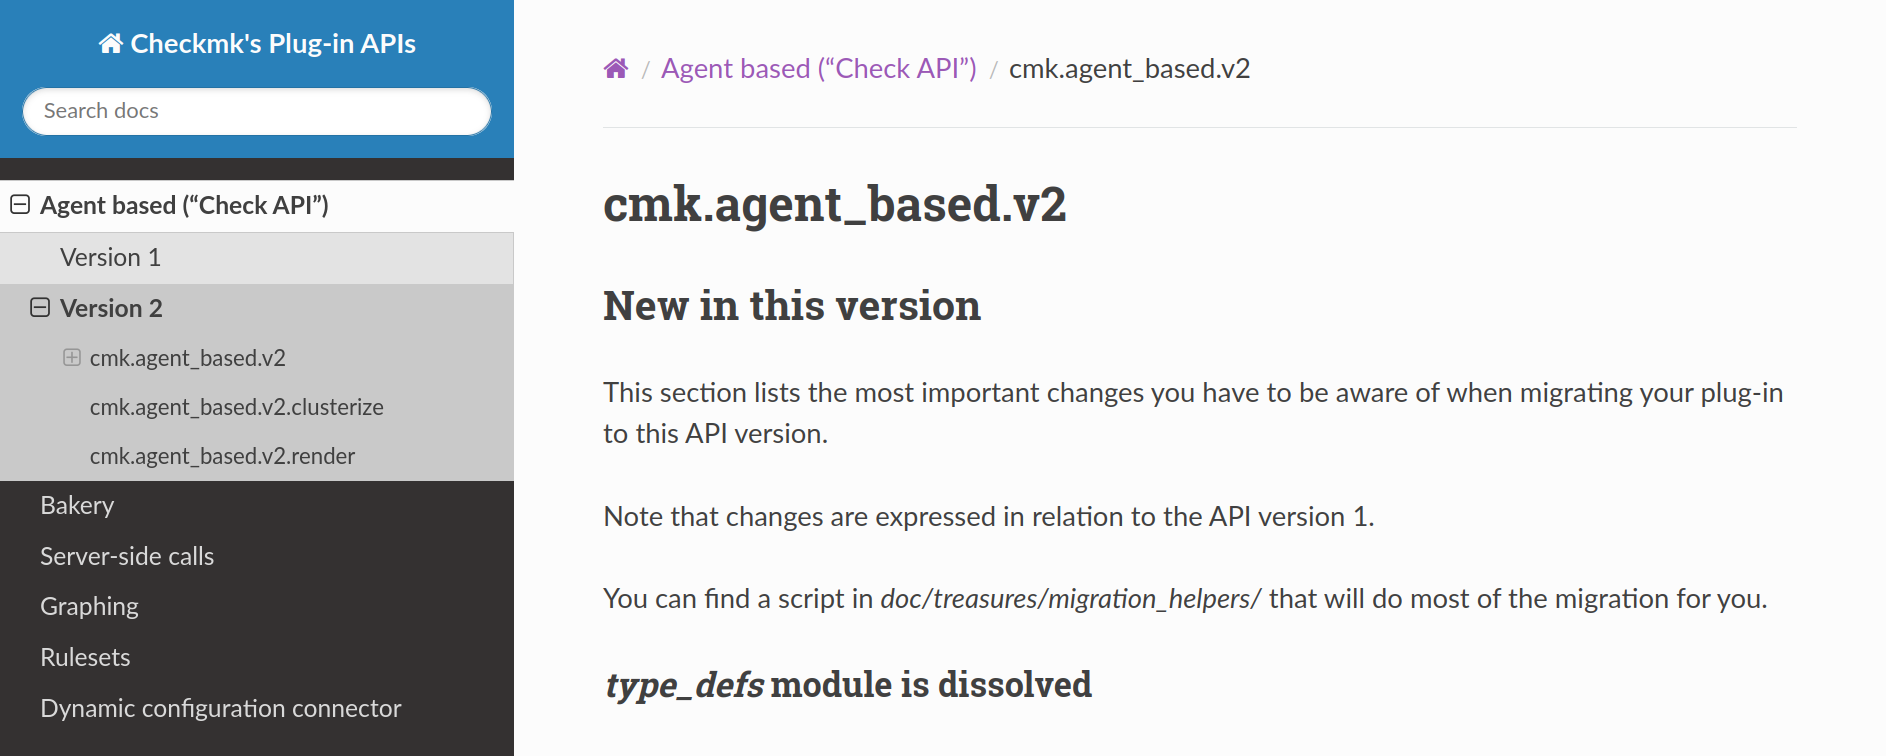 Checkmk's Plug-in APIs
Search docs
Agent based (“Check API”)
Version 1
Version 2
cmk.agent_based.v2
cmk.agent_based.v2.clusterize
cmk.agent_based.v2.render
Bakery
Server-side calls
Graphing
Rulesets
Dynamic configuration connector
/ Agent based (“Check API”) / cmk.agent_based.v2
cmk.agent_based.v2
New in this version
This section lists the most important changes you have to be aware of when migrating your plug-in
to this API version.
Note that changes are expressed in relation to the API version 1.
You can find a script in doc/treasures/migration_helpers/ that will do most of the migration for you.
type_defs module is dissolved